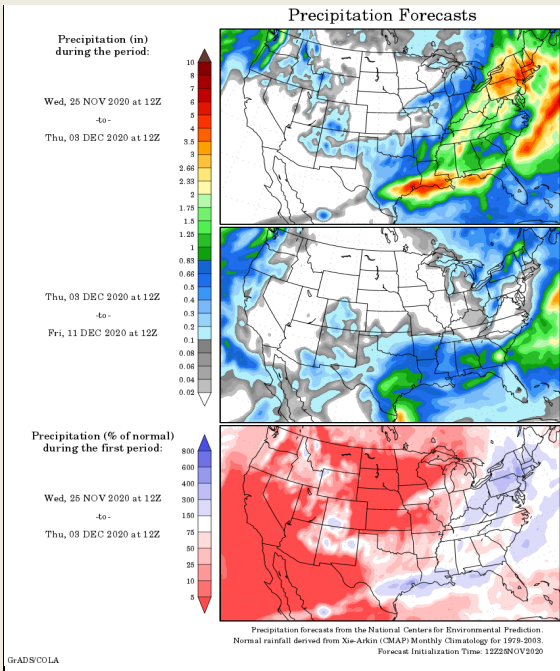 Precipitation Forecasts
Precipitation (in)
during the period:
Wed, 25 NOV 2020 at 12Z
-to-
Thu, 03 DEC 2020 at 12Z
10
8
7
6
5
4
3.5
3
2.66
2.33
2
1.75
1.5
1.25
1
0.83
0.66
0.5
0.4
0.3
0.2
0.1
0.08
0.06
0.04
0.02
Thu, 03 DEC 2020 at 12Z
-to-
Fri, 11 DEC 2020 at 12Z
Precipitation (% of normal)
during the first period:
Wed, 25 NOV 2020 at 12Z
-to-
Thu, 03 DEC 2020 at 12Z
800
600
400
300
150
75
50
25
10
5
Precipitation forecasts from the National Centers for Environmental Prediction.
Normal rainfall derived from Xie-Arkin (CMAP) Monthly Climatology for 1979-2003.
Forecast Initialization Time: 12Z25NOV2020
GrADS/COLA